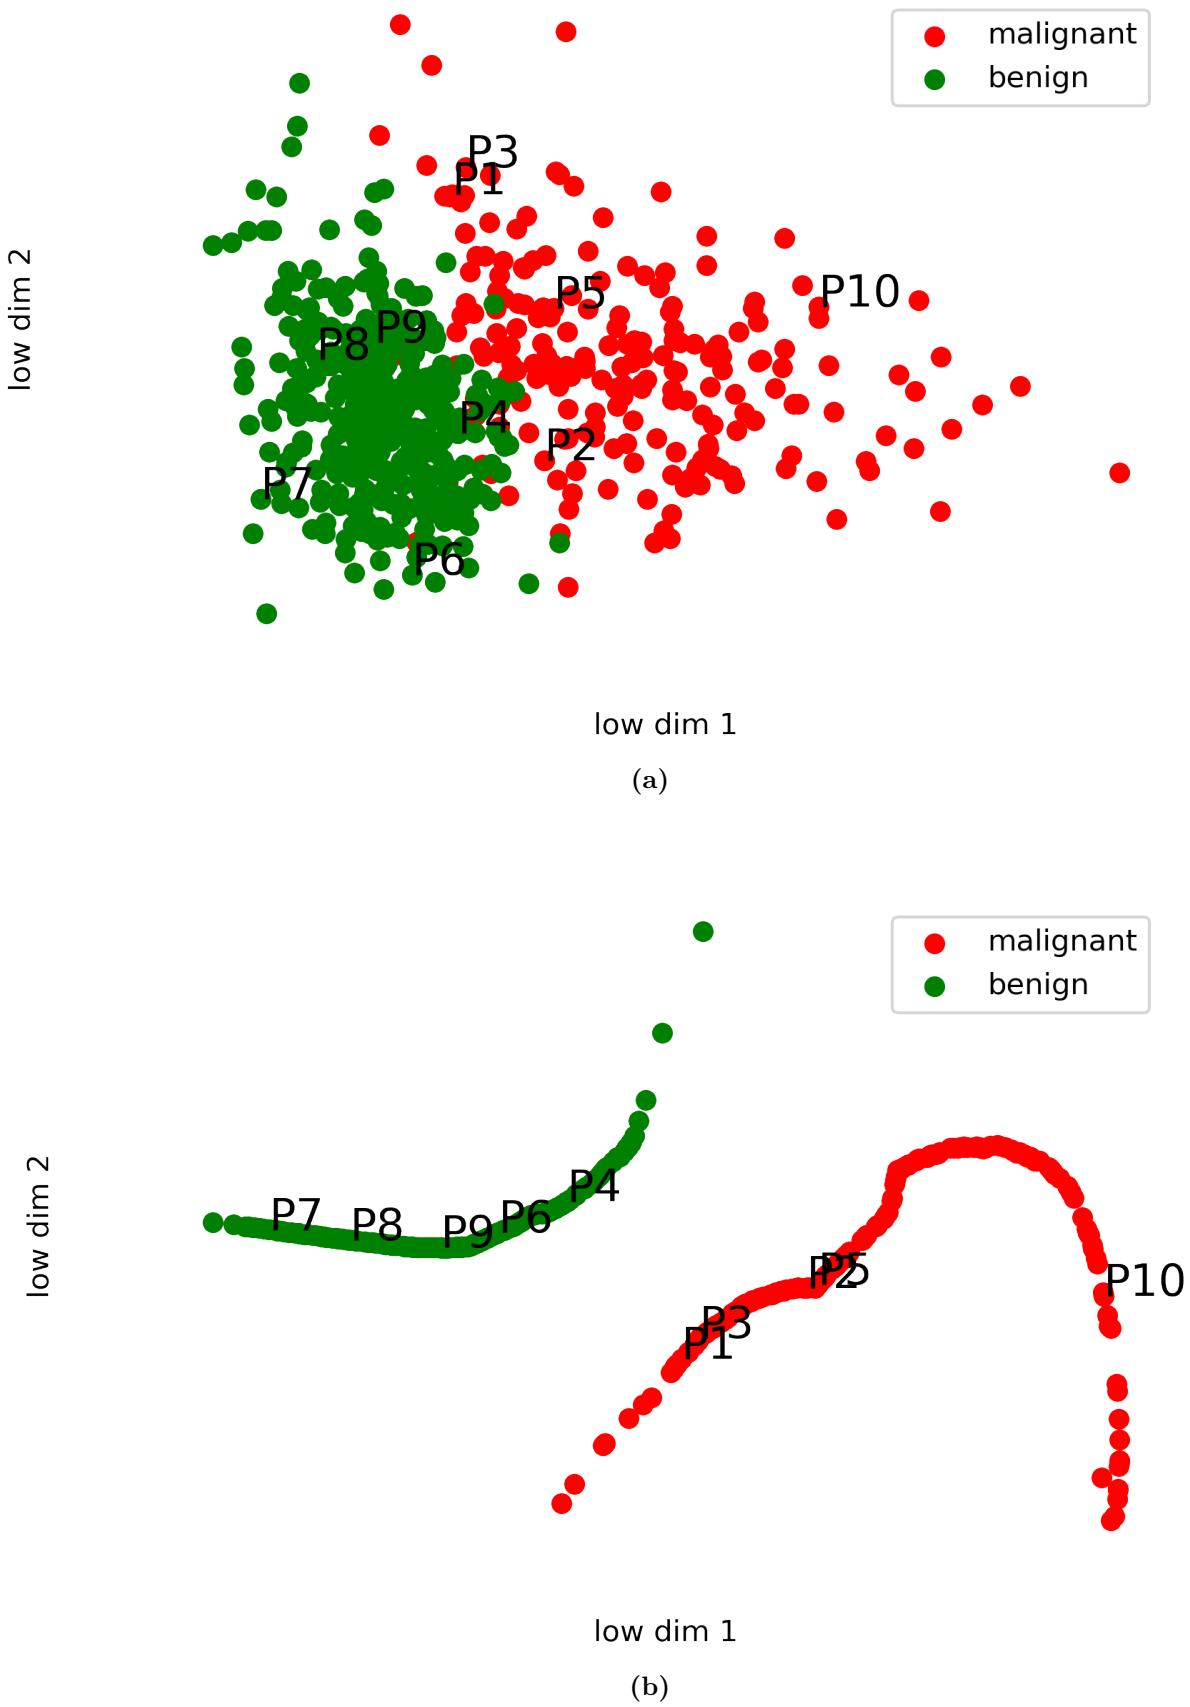 malignant
benign
P3
P1
P5
P10
P9
P8
P4
P2
P7
P6
low dim 2
low dim 1
(a)
malignant
benign
P4
P7
P6
P8
P9
P5
P2
P10
P3
P1
low dim 2
low dim 1
(b)